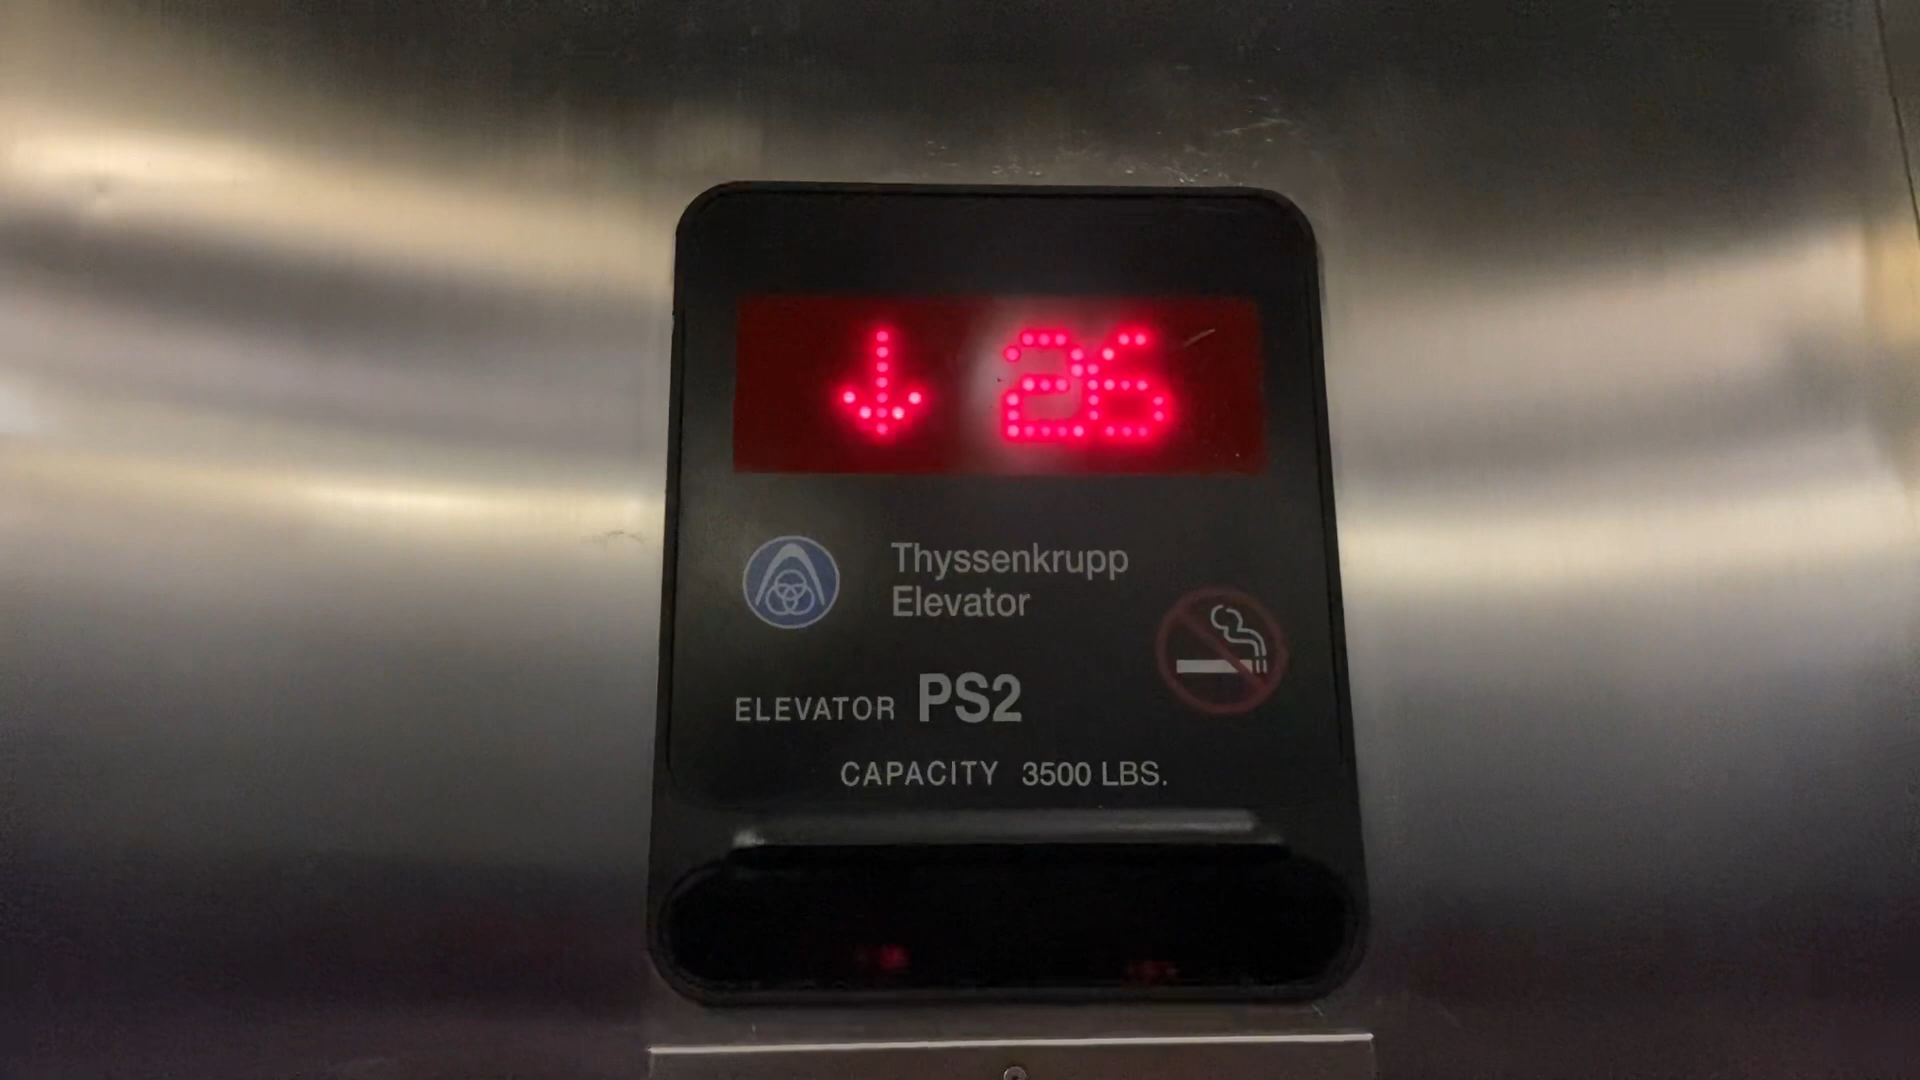 ↓ 26
Thyssenkrupp
Elevator
ELEVATOR PS2
CAPACITY 3500 LBS.